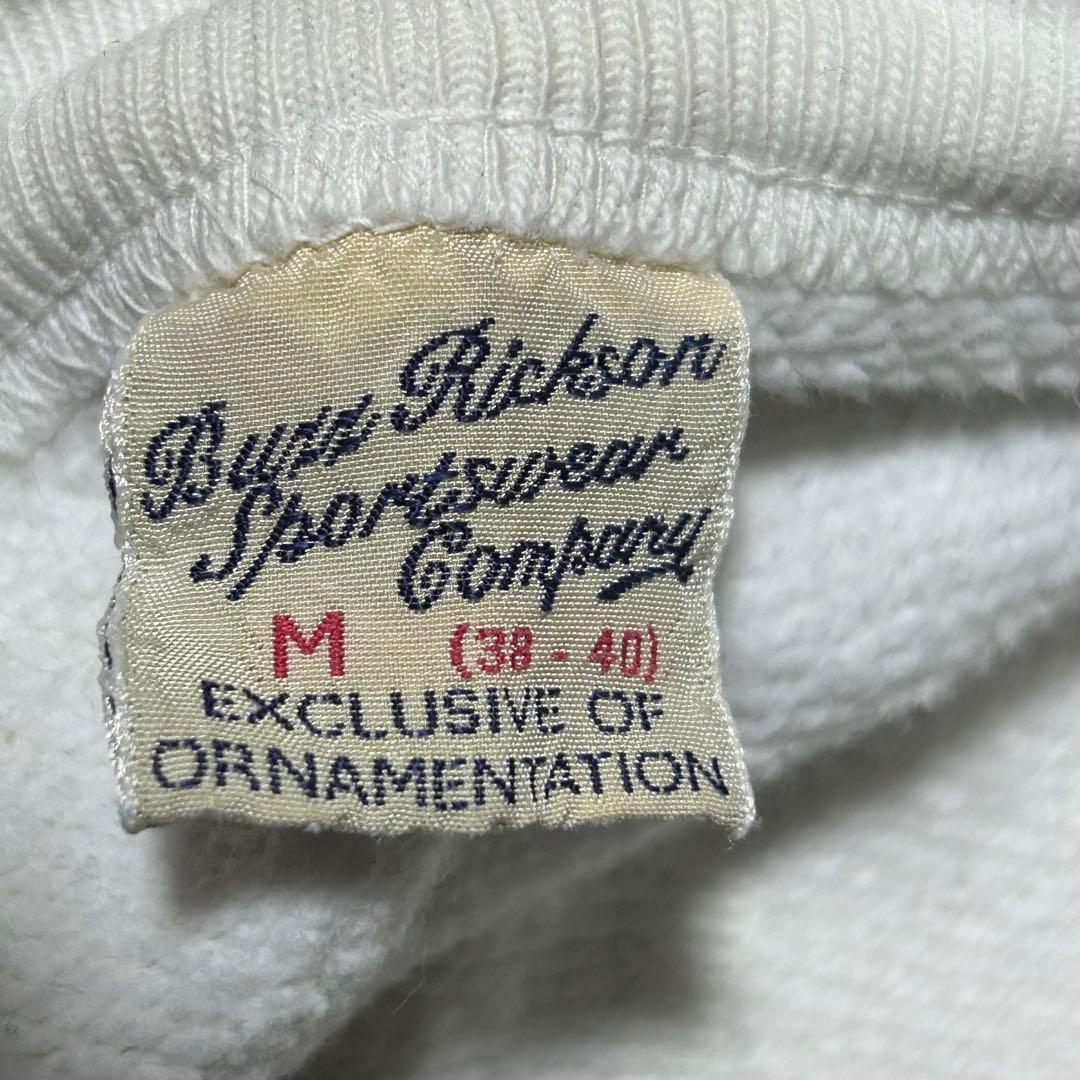 Buzz Rickson
Sportswear
Company
M (38 - 40)
EXCLUSIVE OF
ORNAMENTATION